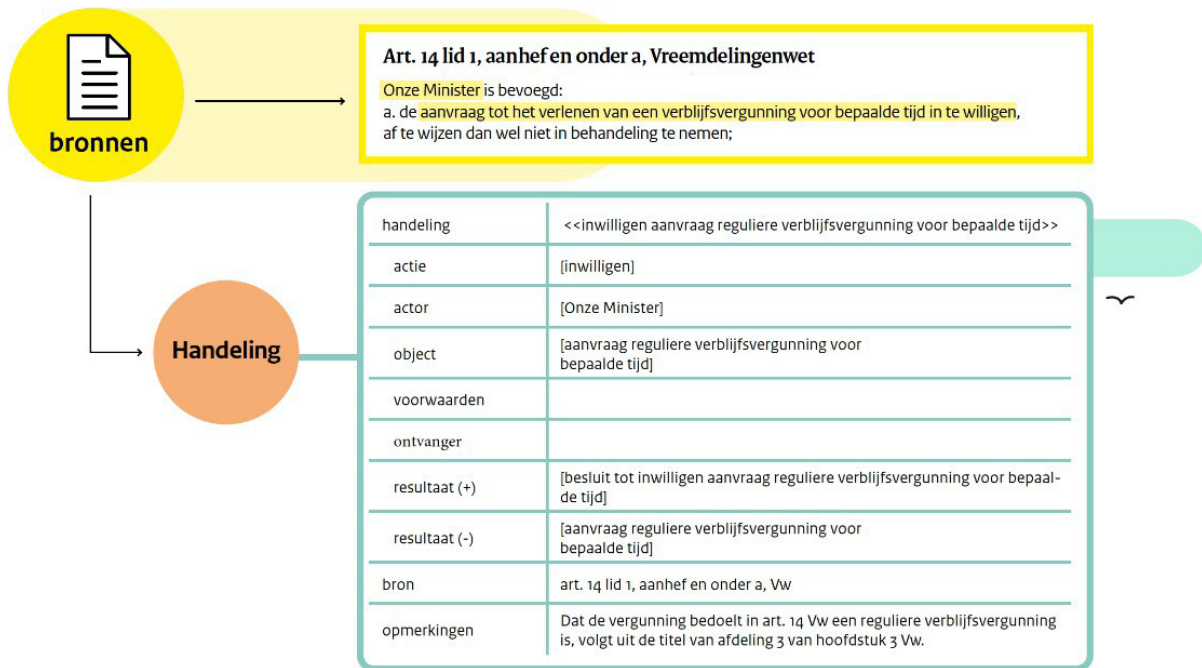 bronnen
Art. 14 lid 1, aanhef en onder a, Vreemdelingenwet
Onze Minister is bevoegd:
a. de aanvraag tot het verlenen van een verblijfsvergunning voor bepaalde tijd in te willigen,
af te wijzen dan wel niet in behandeling te nemen;
Handeling
handeling <<inwilligen aanvraag reguliere verblijfsvergunning voor bepaalde tijd>>
actie [inwilligen]
actor [Onze Minister]
object [aanvraag reguliere verblijfsvergunning voor
bepaalde tijd]
voorwaarden
ontvanger
resultaat (+) [besluit tot inwilligen aanvraag reguliere verblijfsvergunning voor bepaal-
de tijd]
resultaat (-) [aanvraag reguliere verblijfsvergunning voor
bepaalde tijd]
bron art. 14 lid 1, aanhef en onder a, Vw
opmerkingen Dat de vergunning bedoelt in art. 14 Vw een reguliere verblijfsvergunning
is, volgt uit de titel van afdeling 3 van hoofdstuk 3 Vw.